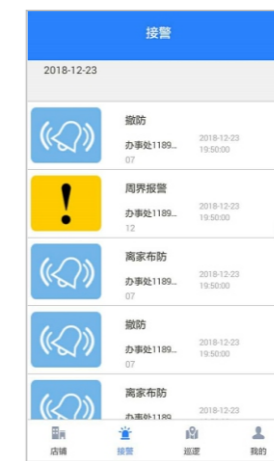 接警
2018-12-23
撤防
办事处1189...
2018-12-23
19:50:00
07
周界报警
办事处1189...
2018-12-23
19:50:00
12
离家布防
办事处1189...
2018-12-23
19:50:00
07
撤防
办事处1189...
2018-12-23
19:50:00
07
离家布防
办事处1189
2018-12-23
19:50:00
店铺
接警
巡逻
我的